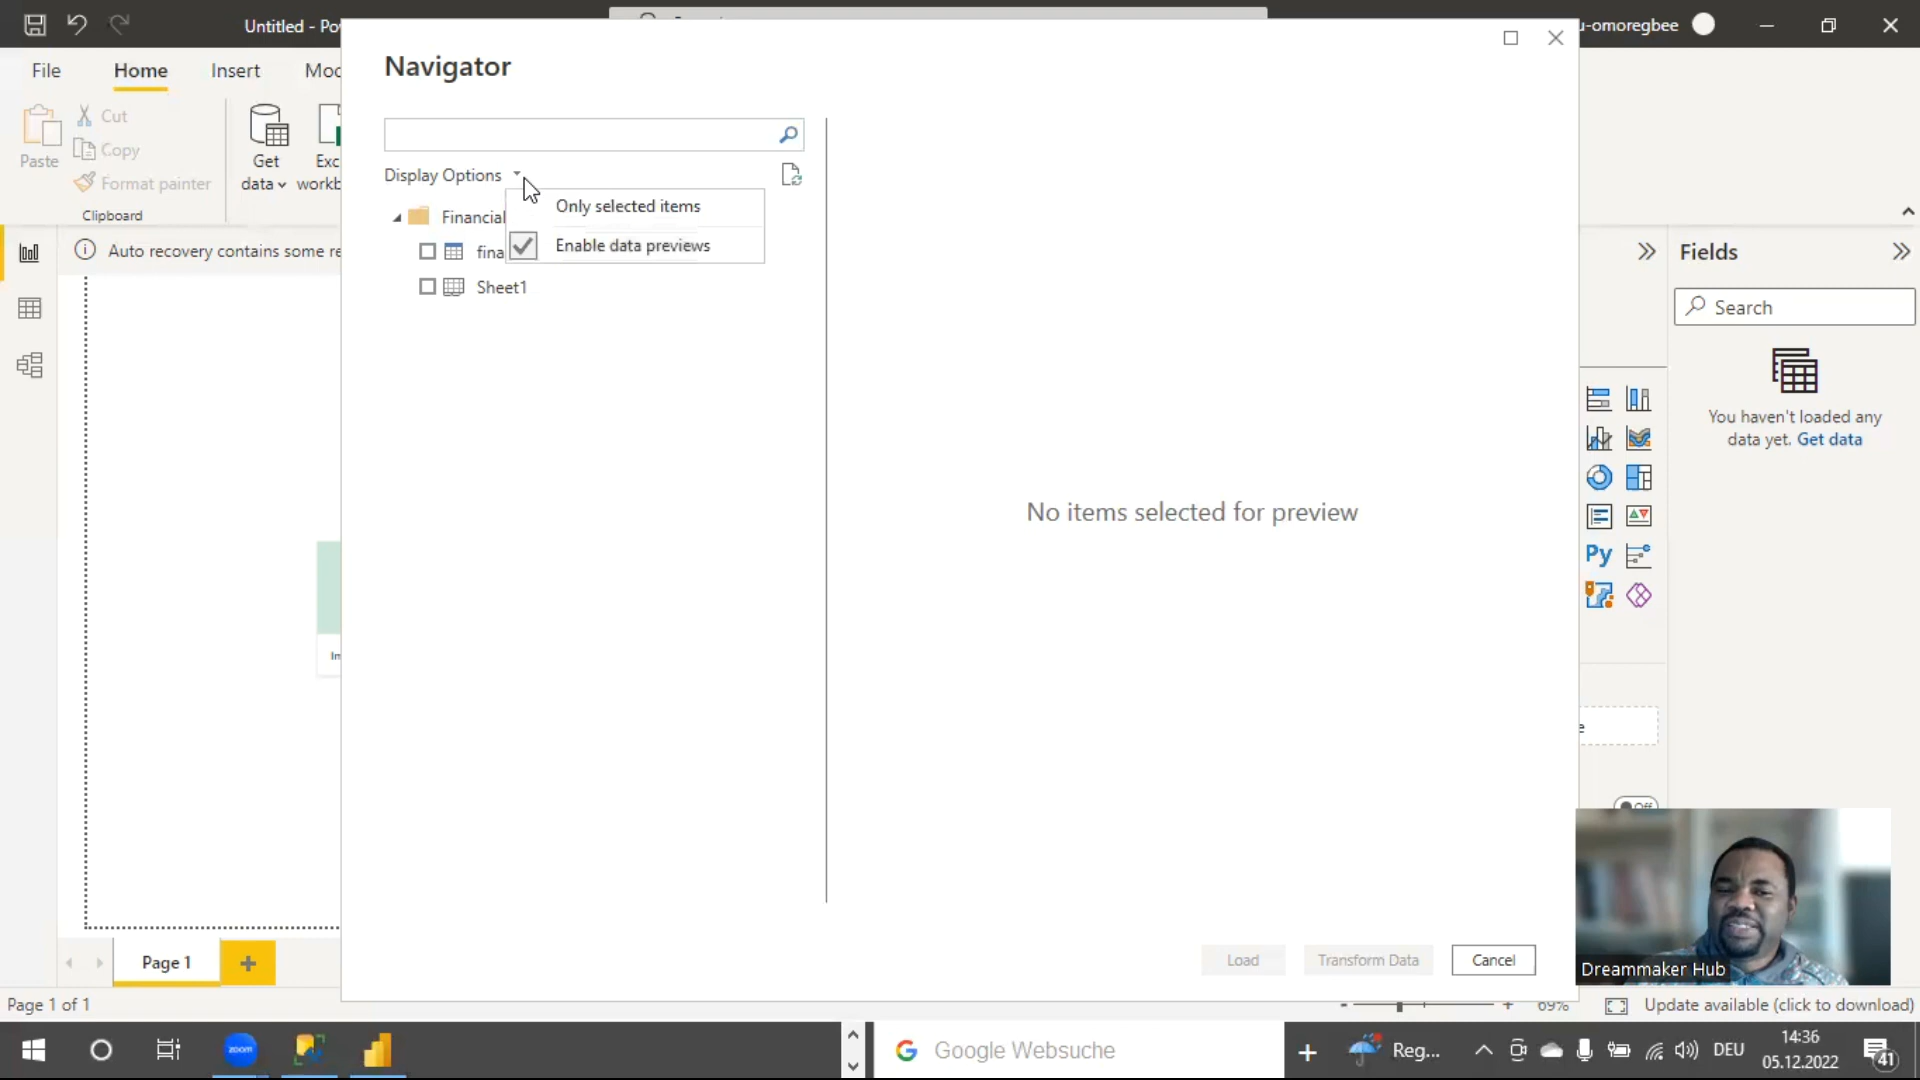 Untitled - Po
u-omoregbee
File
Home
Insert
Mod
Paste
Cut
Copy
Format painter
Clipboard
Get
data
Exc
workb
Auto recovery contains some re
Navigator
Display Options
Only selected items
Enable data previews
Financial
fina
Sheet1
No items selected for preview
Load
Transform Data
Cancel
Fields
Search
You haven't loaded any
data yet. Get data
Py
Off
Dreammaker Hub
Page 1
Page 1 of 1
69%
Update available (click to download)
zoom
Google Websuche
Reg...
DEU
14:36
05.12.2022
41